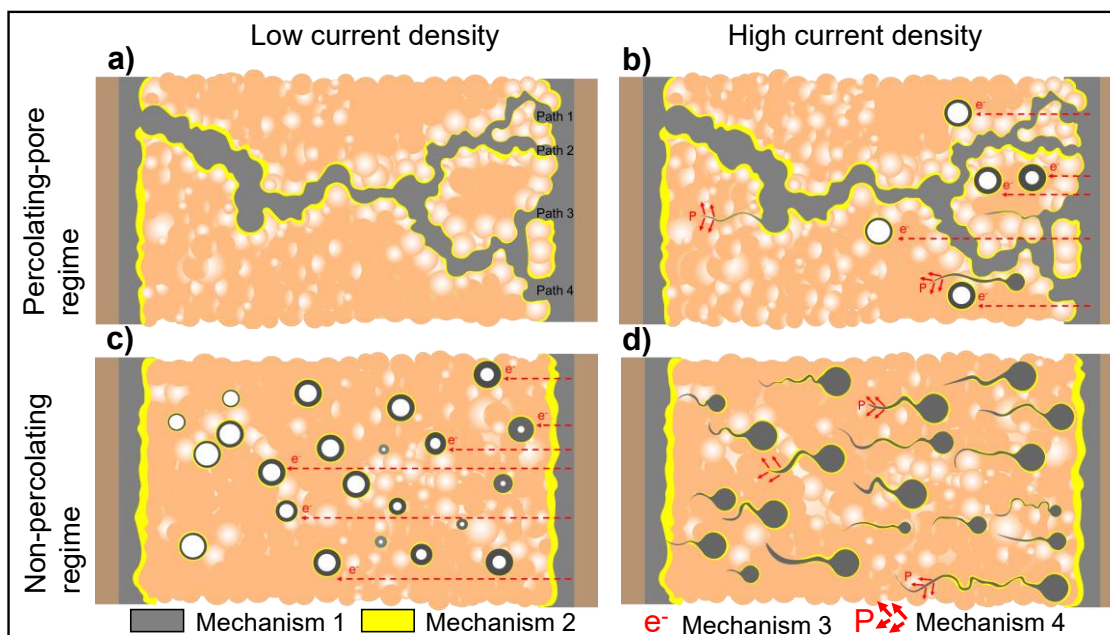 Low current density
High current density
Percolating-pore
regime
a)
Path 1
Path 2
Path 3
Path 4
b)
e-
e-
e-
P
e-
P
e-
Non-percolating
regime
c)
e-
e-
e-
e-
e-
e-
d)
P
P
P
Mechanism 1
Mechanism 2
e- Mechanism 3
P Mechanism 4